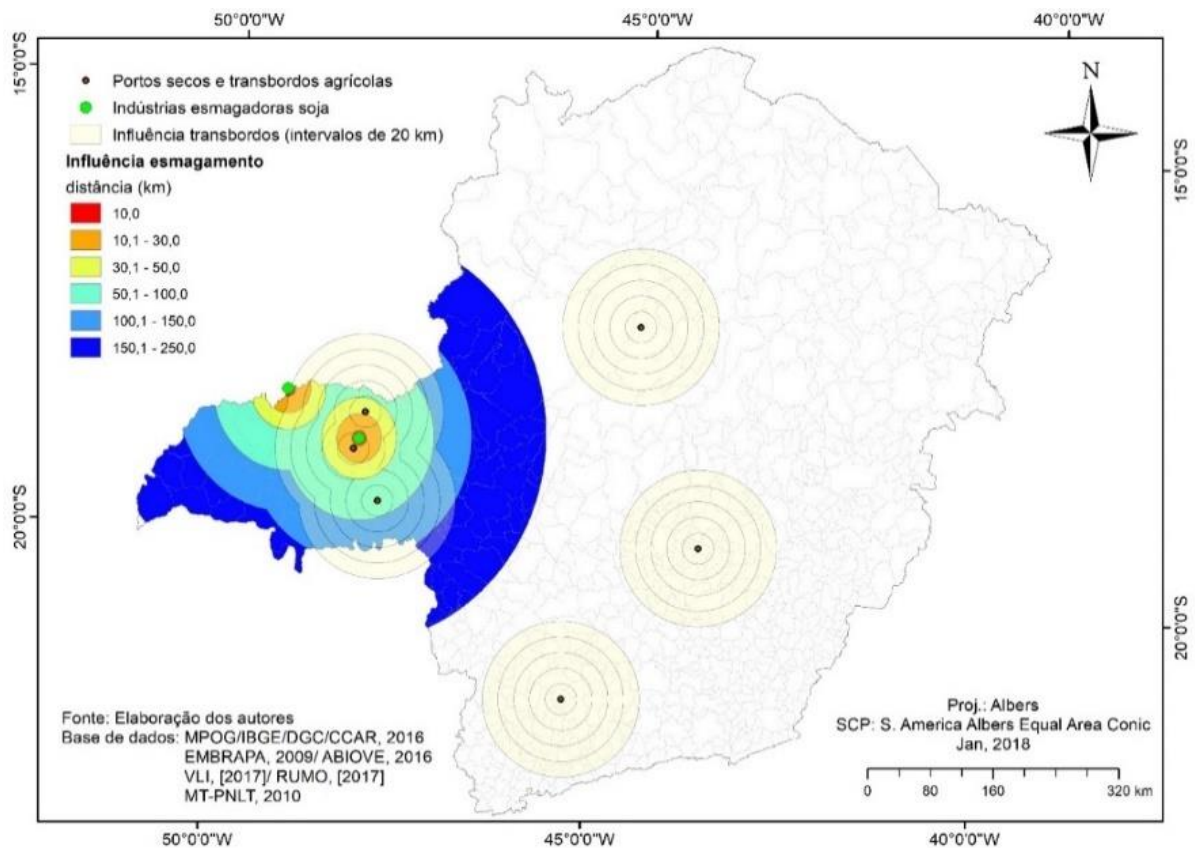 50°0'0"W 45°0'0"W 40°0'0"W
15°0'0"S
Portos secos e transbordos agrícolas
Indústrias esmagadoras soja
Influência transbordos (intervalos de 20 km)
Influência esmagamento
distância (km)
10,0
10,1 - 30,0
30,1 - 50,0
50,1 - 100,0
100,1 - 150,0
150,1 - 250,0
N
15°0'0"S
20°0'0"S
20°0'0"S
Fonte: Elaboração dos autores
Base de dados: MPOG/IBGE/DGC/CCAR, 2016
EMBRAPA, 2009/ ABIOVE, 2016
VLI, [2017]/ RUMO, [2017]
MT-PNLT, 2010
Proj.: Albers
SCP: S. America Albers Equal Area Conic
Jan, 2018
0 80 160 320 km
50°0'0"W 45°0'0"W 40°0'0"W